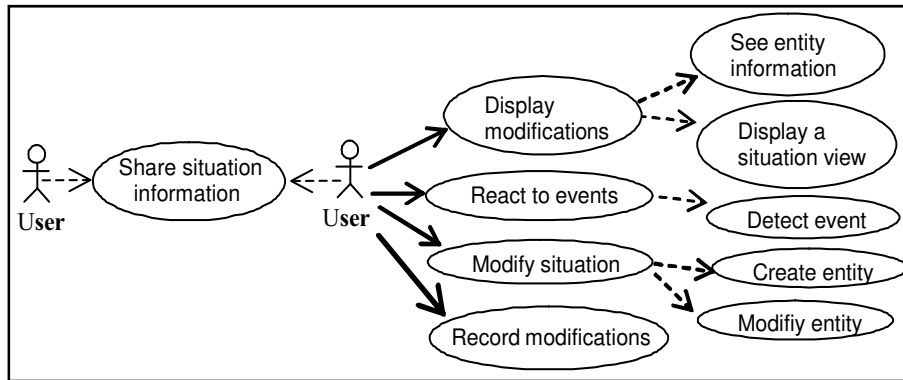 User
Share situation
information
User
Display
modifications
React to events
Modify situation
Record modifications
See entity
information
Display a
situation view
Detect event
Create entity
Modifiy entity